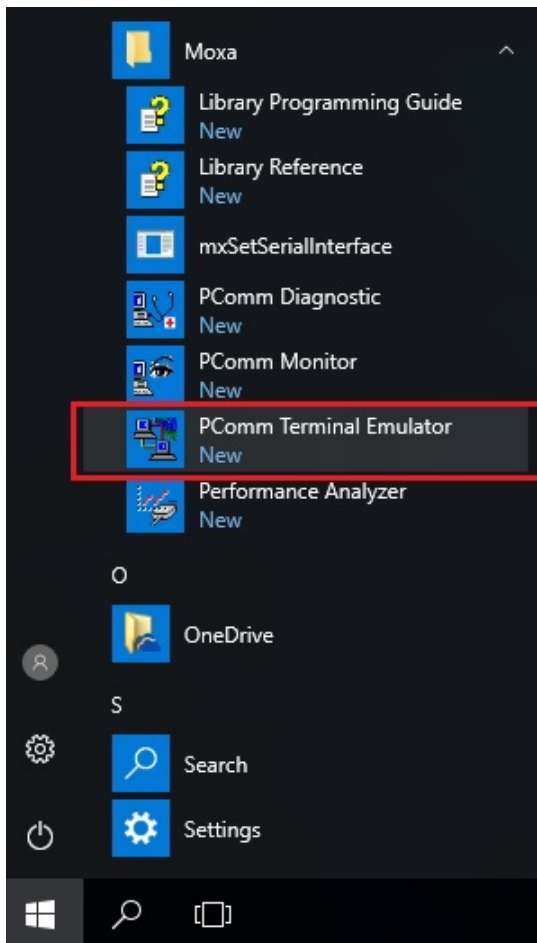 Moxa
Library Programming Guide
New
Library Reference
New
mxSetSerialInterface
PComm Diagnostic
New
PComm Monitor
New
PComm Terminal Emulator
New
Performance Analyzer
New
O
OneDrive
S
Search
Settings